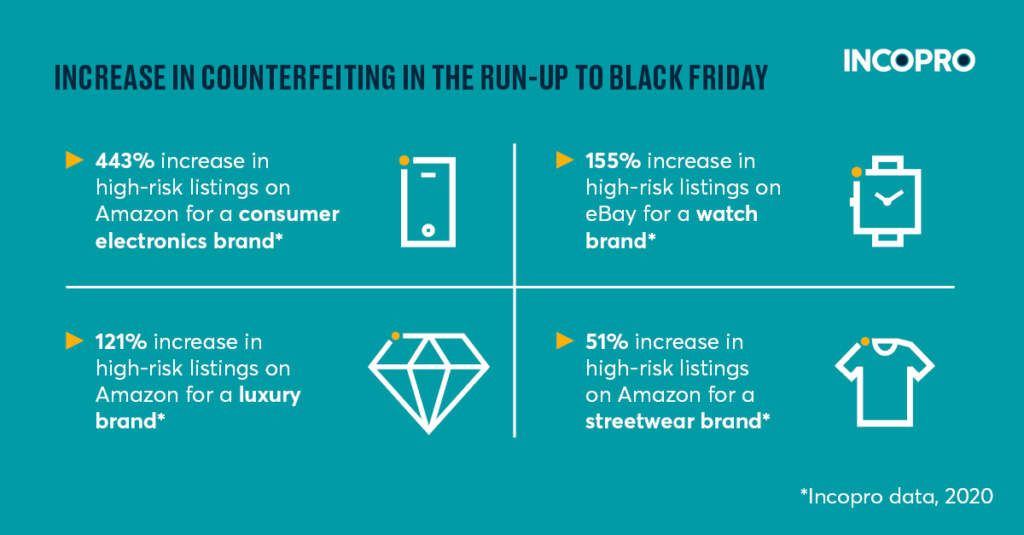 INCOPRO
INCREASE IN COUNTERFEITING IN THE RUN-UP TO BLACK FRIDAY
443% increase in
high-risk listings on
Amazon for a consumer
electronics brand*
155% increase in
high-risk listings on
eBay for a watch
brand*
121% increase in
high-risk listings on
Amazon for a luxury
brand*
51% increase in
high-risk listings
on Amazon for a
streetwear brand*
*Incopro data, 2020